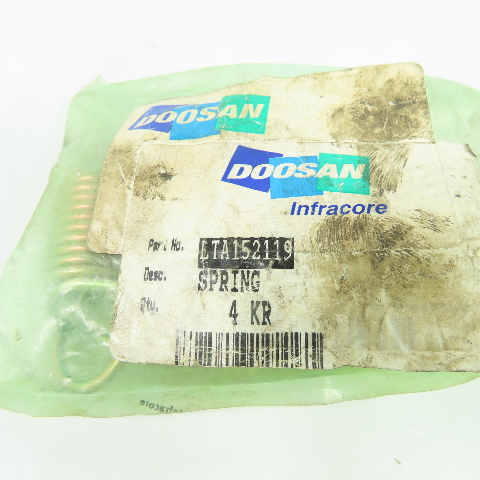 DOOSAN
DOOSAN
Infracore
Part No. LTA152119
Desc. SPRING
Qty. 4 KR